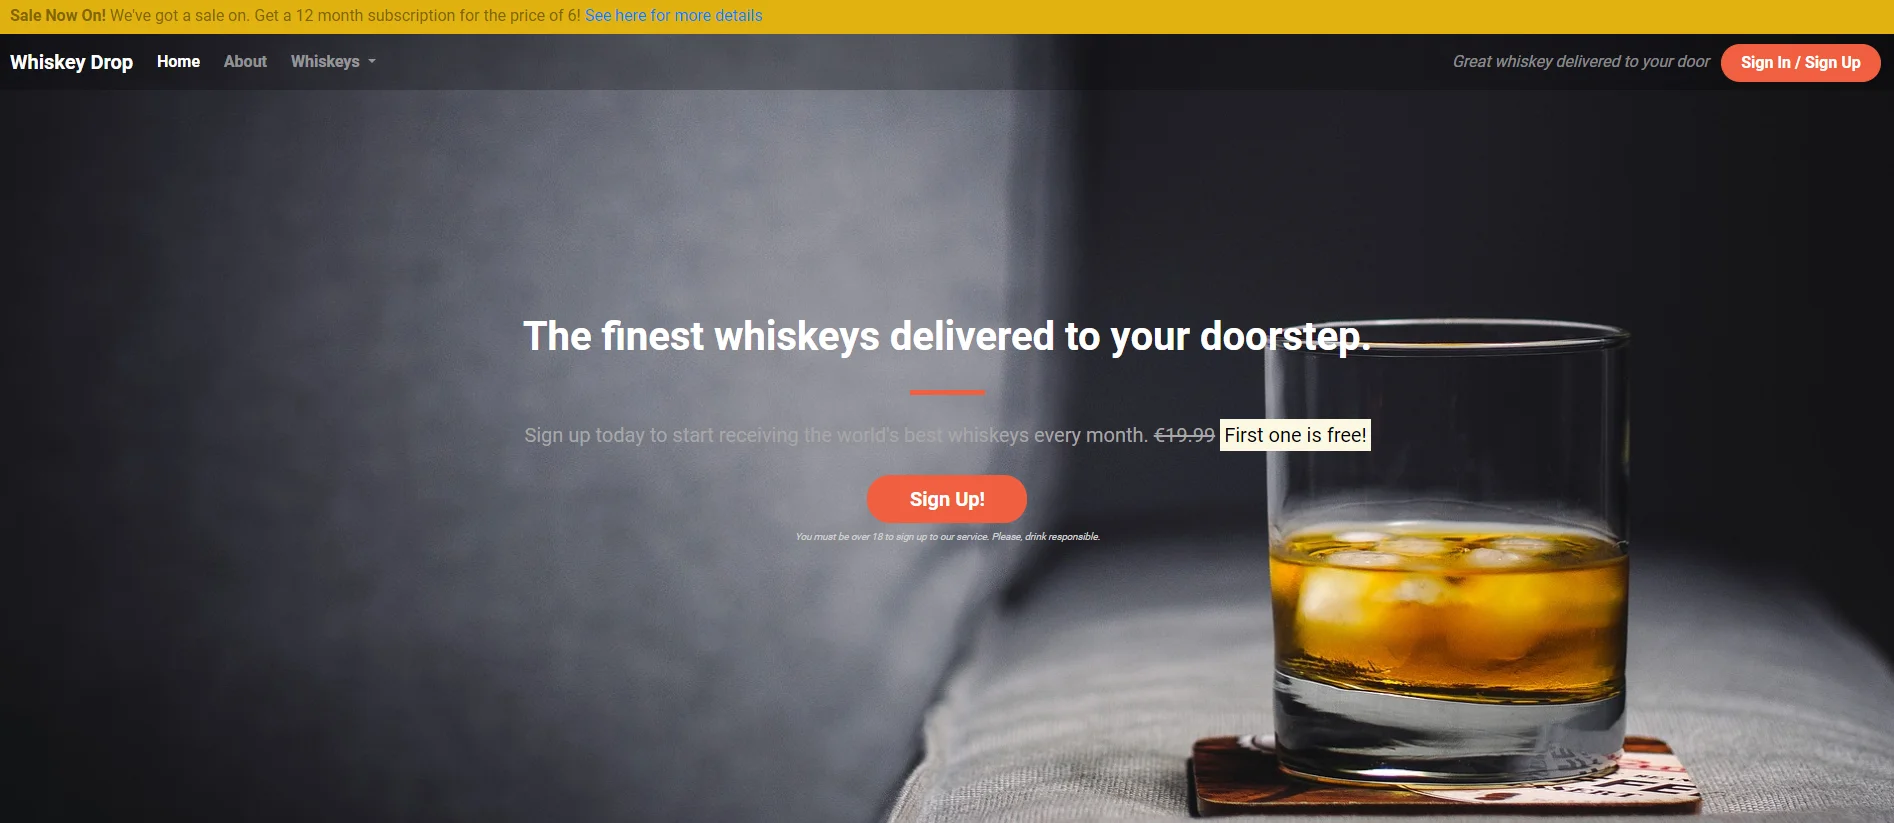 Sale Now On! We've got a sale on. Get a 12 month subscription for the price of 6! See here for more details
Whiskey Drop Home About Whiskeys Great whiskey delivered to your door Sign In / Sign Up
The finest whiskeys delivered to your doorstep.
Sign up today to start receiving the world's best whiskeys every month. €19.99 First one is free!
Sign Up!
You must be over 18 to sign up to our service. Please, drink responsible.